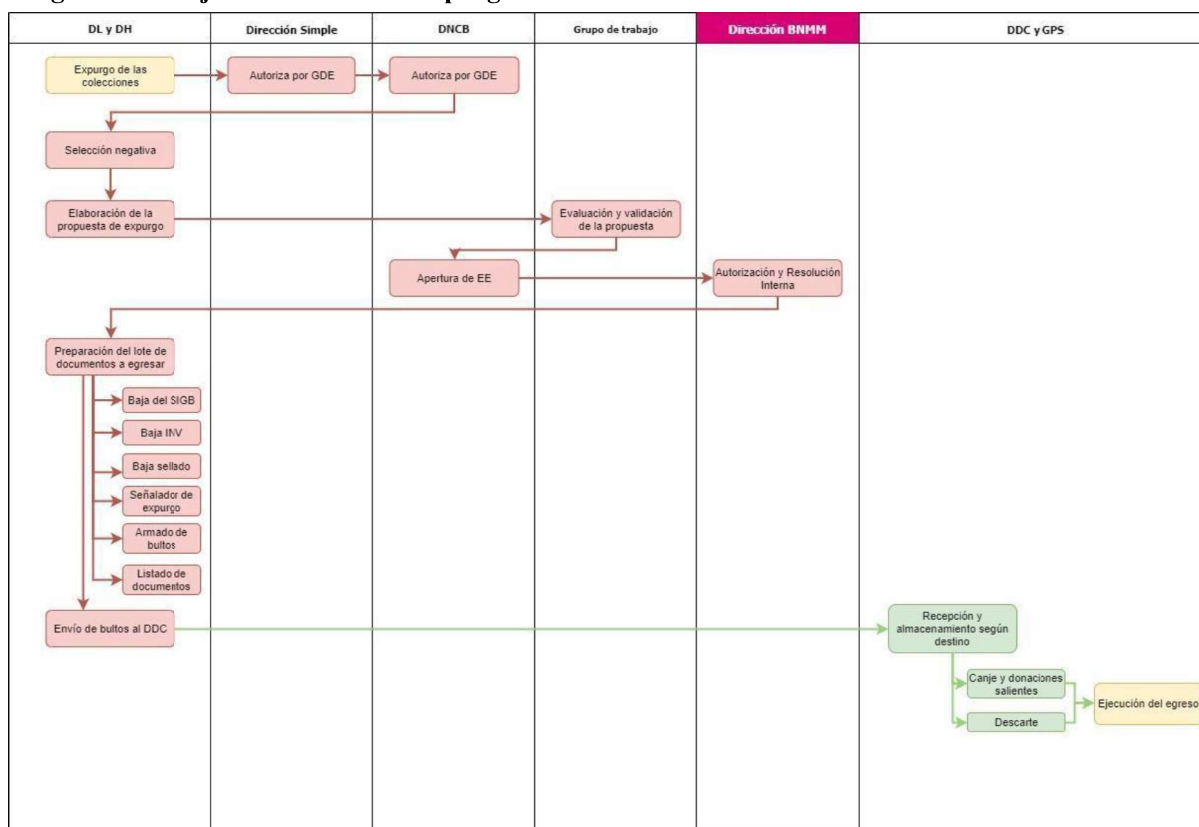 DL y DH
Dirección Simple
DNCB
Grupo de trabajo
Dirección BNMM
DDC y GPS
Expurgo de las
colecciones
Autoriza por GDE
Autoriza por GDE
Selección negativa
Elaboración de la
propuesta de expurgo
Evaluación y validación
de la propuesta
Apertura de EE
Autorización y Resolución
Interna
Preparación del lote de
documentos a egresar
Baja del SIGB
Baja INV
Baja sellado
Señalador de
expurgo
Armado de
bultos
Listado de
documentos
Envío de bultos al DDC
Recepción y
almacenamiento según
destino
Canje y donaciones
salientes
Descarte
Ejecución del egreso